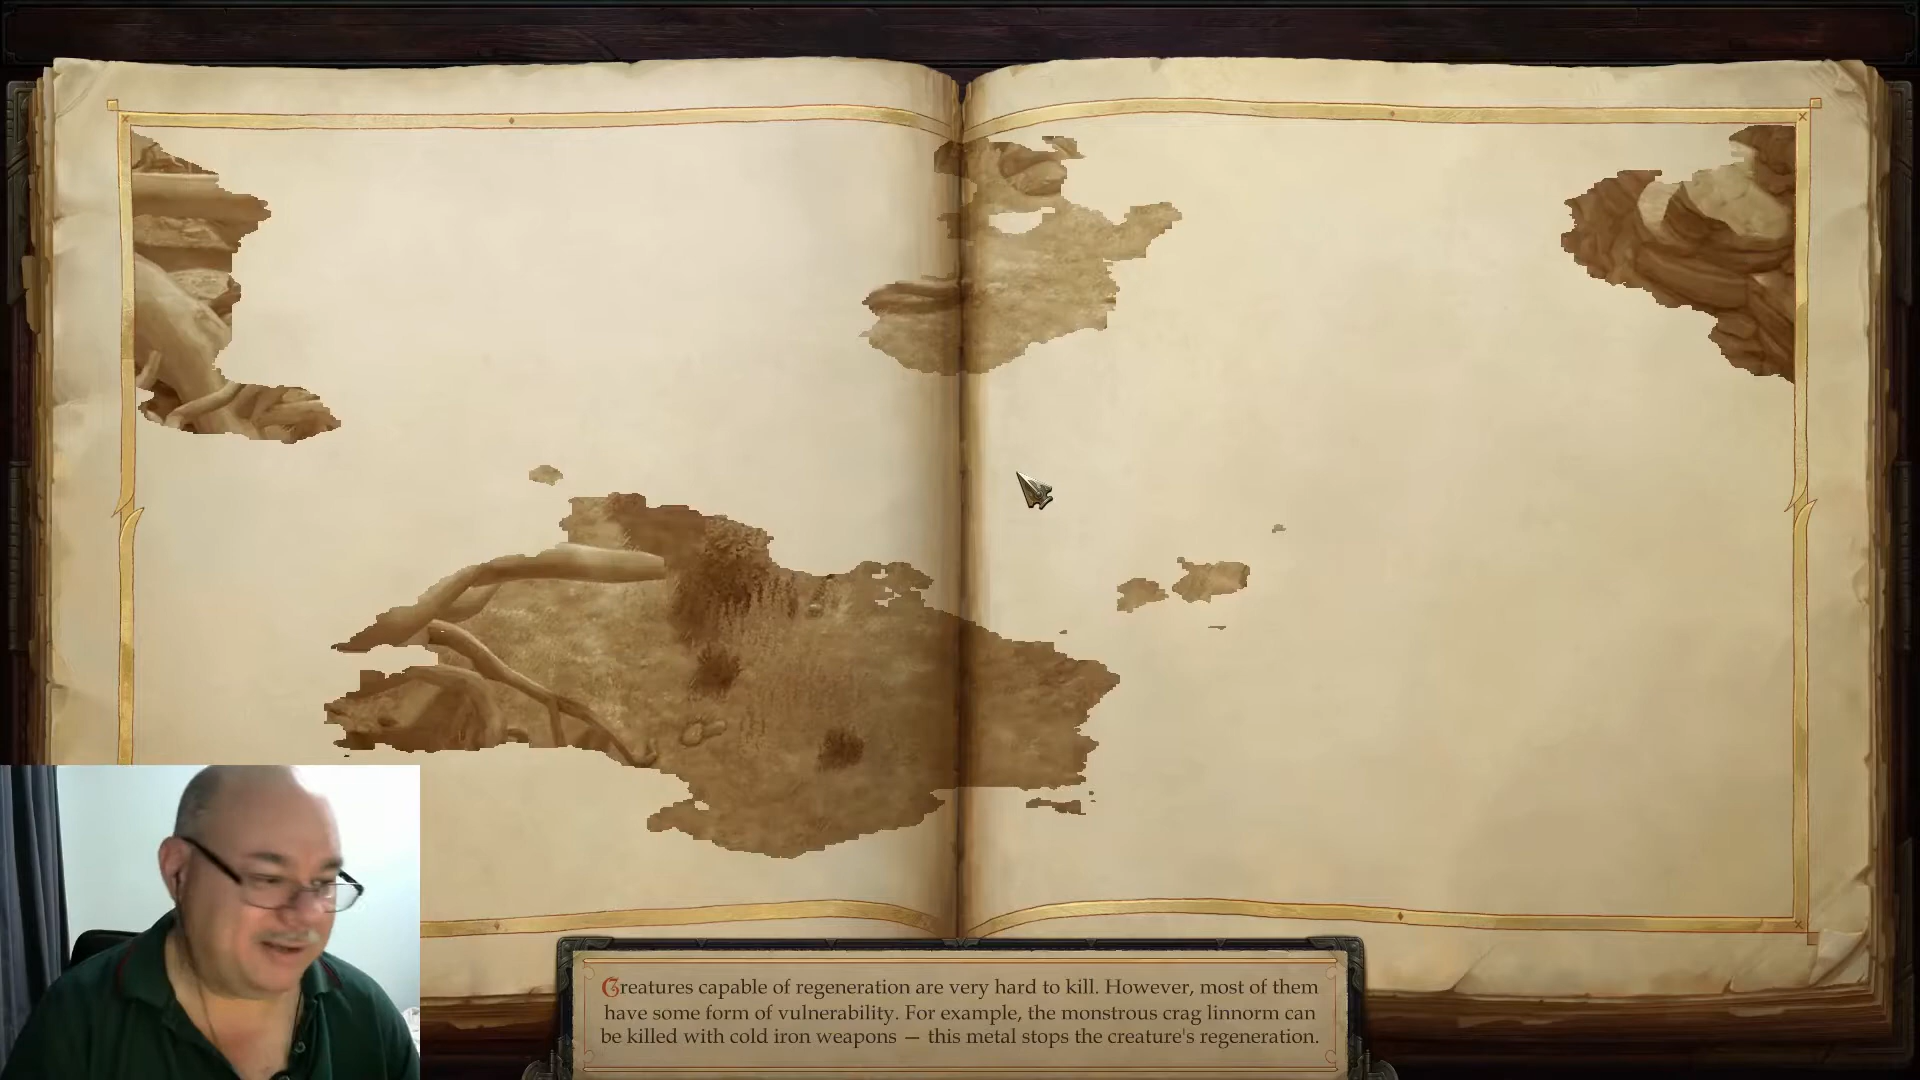 Creatures capable of regeneration are very hard to kill. However, most of them
have some form of vulnerability. For example, the monstrous crag linnorm can
be killed with cold iron weapons — this metal stops the creature's regeneration.